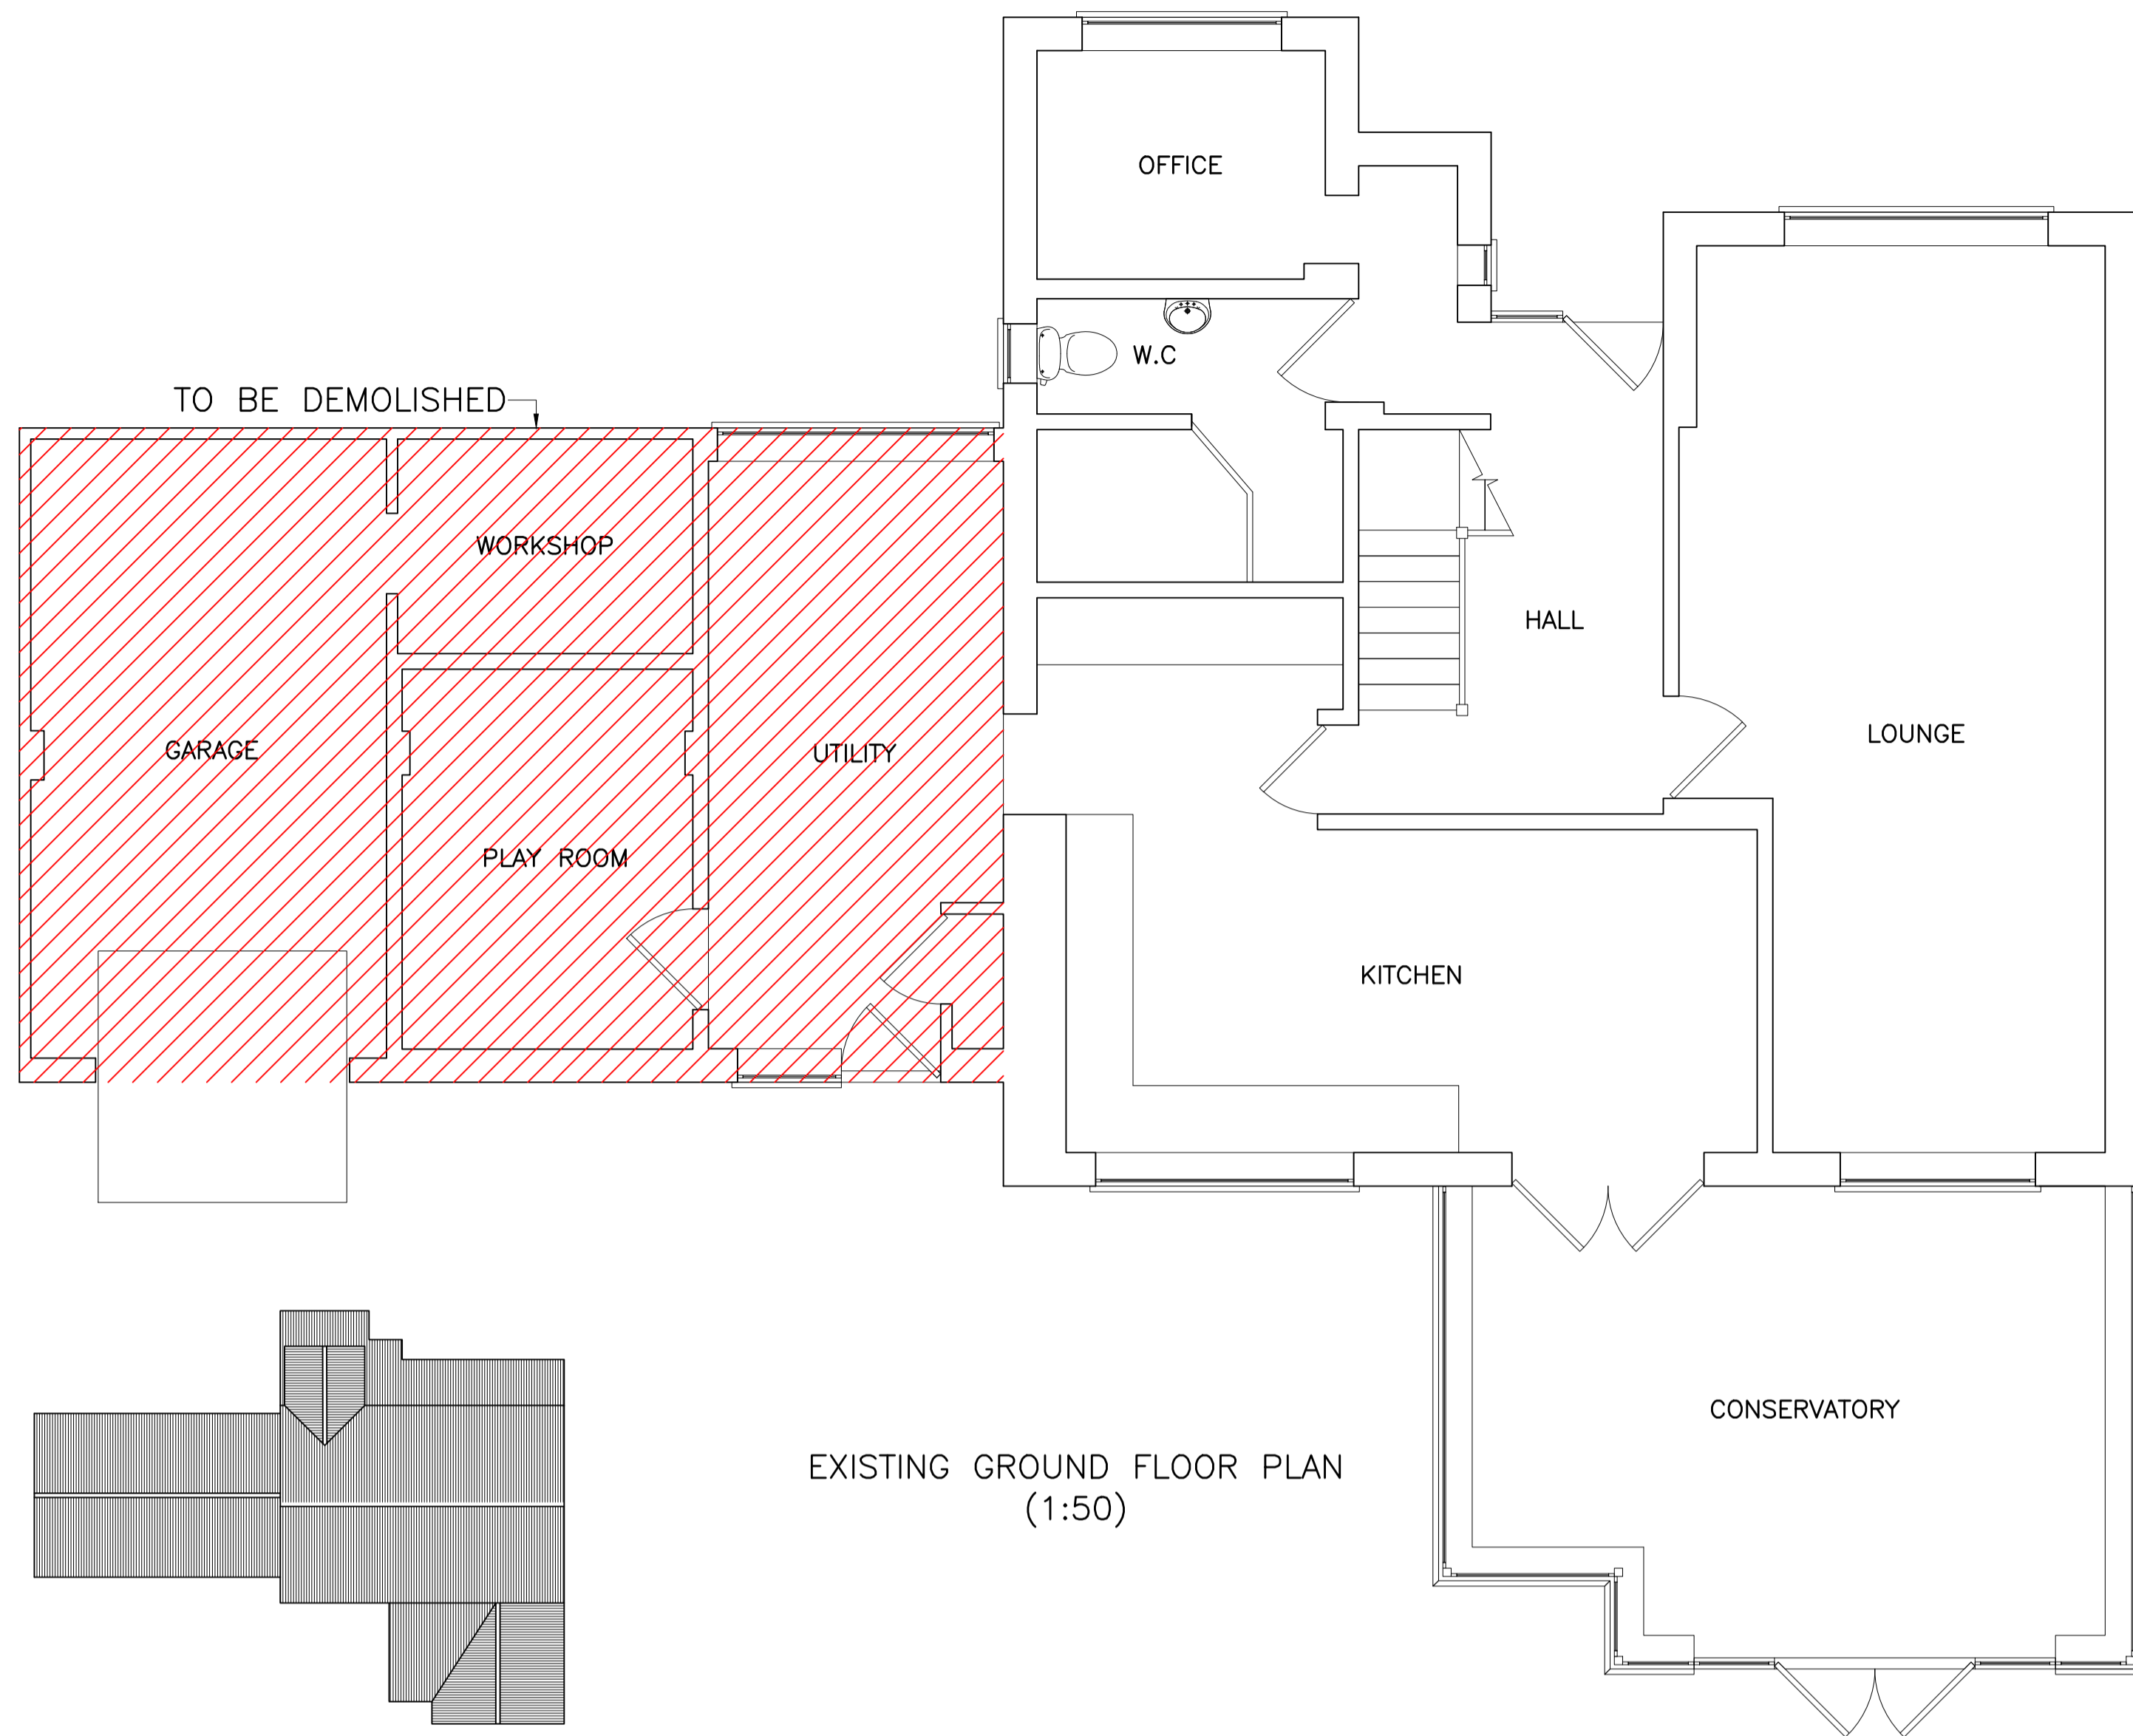 OFFICE
W.C
TO BE DEMOLISHED
WORKSHOP
HALL
LOUNGE
GARAGE
UTILITY
PLAY ROOM
KITCHEN
CONSERVATORY
EXISTING GROUND FLOOR PLAN
(1:50)